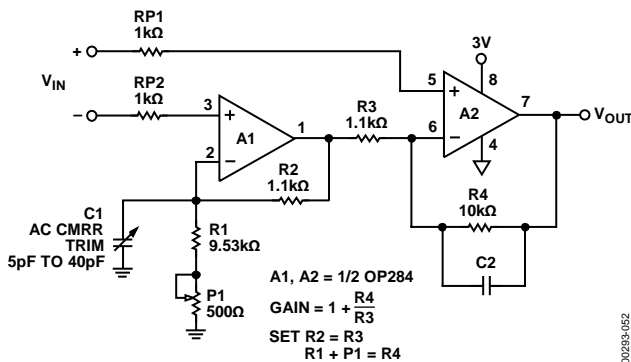 RP1
1kΩ
3V
+
5
+
8
VIN
RP2
1kΩ
A2
7
VOUT
−
3
+
A1
1
R3
1.1kΩ
6
−
4
2
−
R2
1.1kΩ
R4
10kΩ
C1
AC CMRR
TRIM
5pF TO 40pF
R1
9.53kΩ
C2
P1
500Ω
A1, A2 = 1/2 OP284
GAIN = 1 + R4/R3
SET R2 = R3
R1 + P1 = R4
00293-052